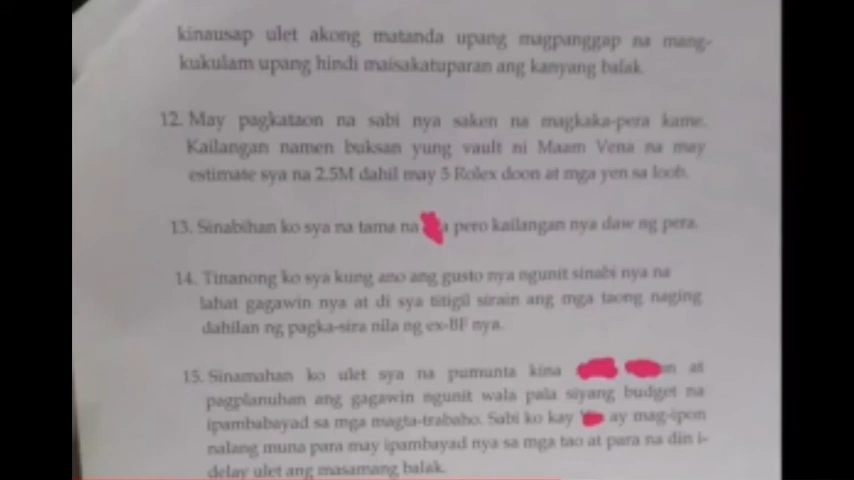 kinausap ulet akong matanda upang magpanggap na mang-
kukulam upang hindi maisakatuparan ang kanyang balak.
12. May pagkataon na sabi nya saken na magkaka-pera kame.
Kailangan namen buksan yung vault ni Maam Vena na may
estimate sya na 2.5M dahil may 5 Rolex doon at mga yen sa loob.
13. Sinabihan ko sya na tama na pero kailangan nya daw ng pera.
14. Tinanong ko sya kung ano ang gusto nya ngunit sinabi nya na
lahat gagawin nya at di sya titigil sirain ang mga taong naging
dahilan ng pagka-sira nila ng ex-BF nya.
15. Sinamahan ko ulet sya na pumunta kina at
pagplanuhan ang gagawin ngunit wala pala siyang budget na
ipambabayad sa mga magta-trabaho. Sabi ko kay ay mag-ipon
nalang muna para may ipambayad nya sa mga tao at para na din i-
delay ulet ang masamang balak.